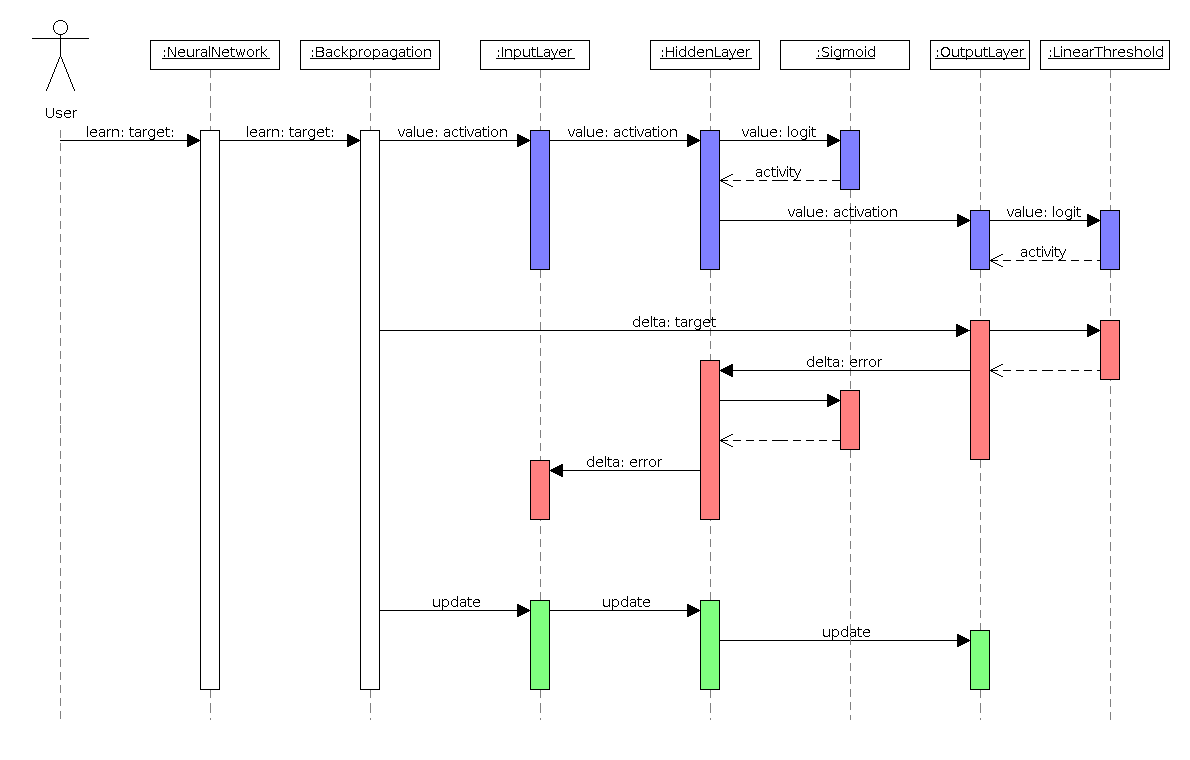 :NeuralNetwork
:Backpropagation
:InputLayer
:HiddenLayer
:Sigmoid
:OutputLayer
:LinearThreshold
User
learn: target:
learn: target:
value: activation
value: activation
value: logit
activity
value: activation
value: logit
activity
delta: target
delta: error
delta: error
update
update
update